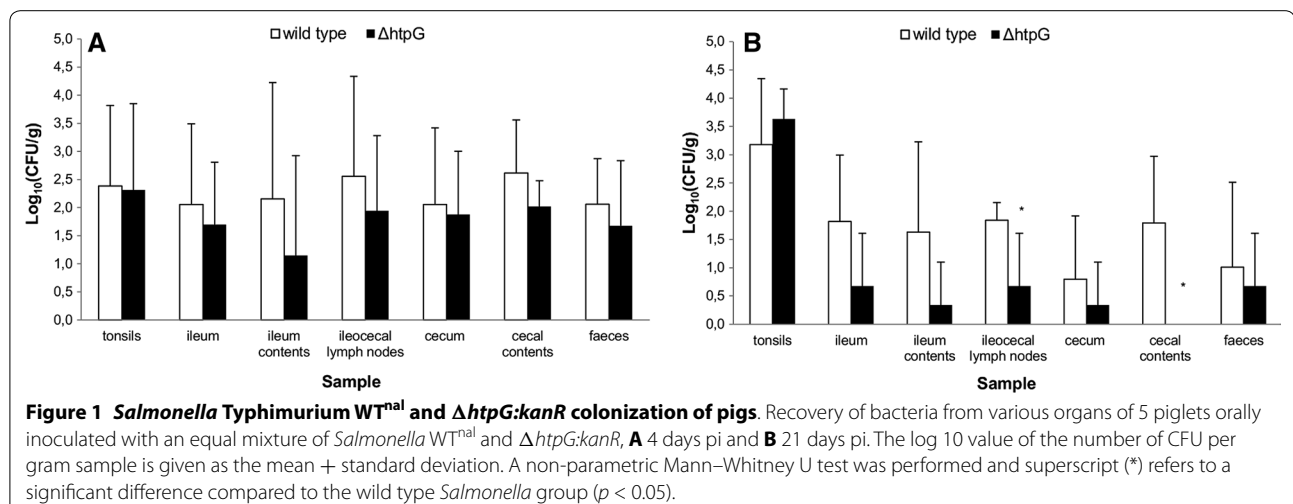 A
wild type ΔhtpG
5,0
4,5
4,0
3,5
3,0
2,5
2,0
1,5
1,0
0,5
0,0
Log10(CFU/g)
tonsils ileum ileum contents ileocecal lymph nodes cecum cecal contents faeces
Sample
B
wild type ΔhtpG
5,0
4,5
4,0
3,5
3,0
2,5
2,0
1,5
1,0
0,5
0,0
Log10(CFU/g)
* *
tonsils ileum ileum contents ileocecal lymph nodes cecum cecal contents faeces
Sample
Figure 1 Salmonella Typhimurium WTnal and ΔhtpG:kanR colonization of pigs. Recovery of bacteria from various organs of 5 piglets orally
inoculated with an equal mixture of Salmonella WTnal and ΔhtpG:kanR, A 4 days pi and B 21 days pi. The log 10 value of the number of CFU per
gram sample is given as the mean + standard deviation. A non-parametric Mann–Whitney U test was performed and superscript (*) refers to a
significant difference compared to the wild type Salmonella group (p < 0.05).